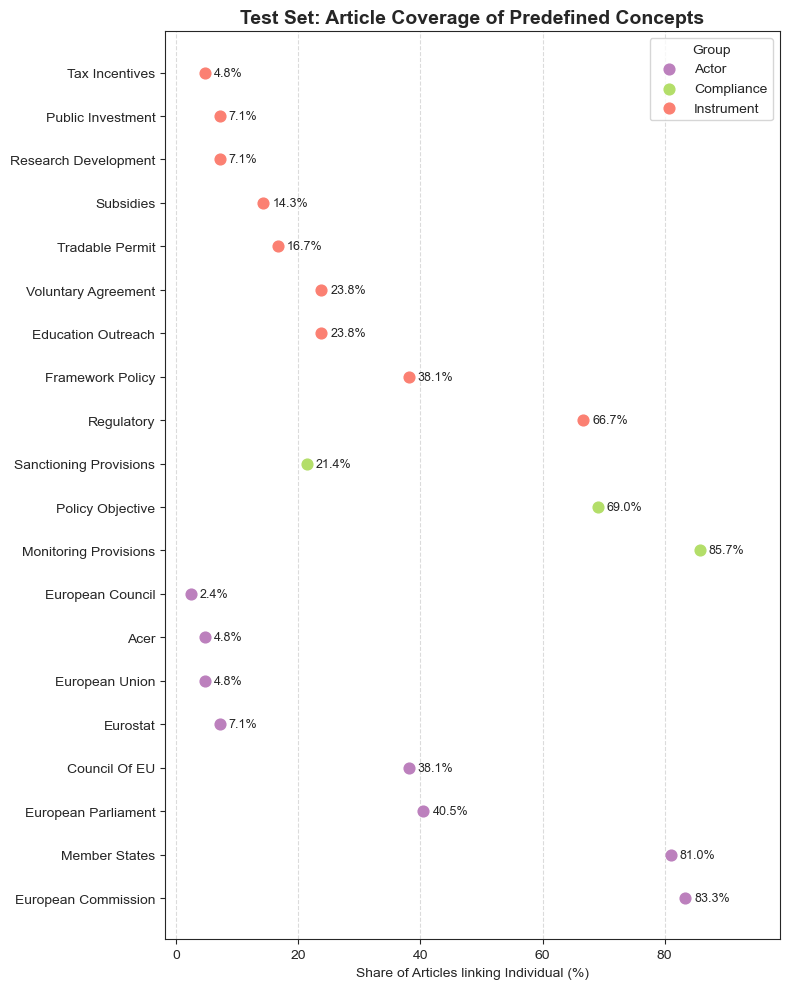 Test Set: Article Coverage of Predefined Concepts
Group
Actor
Compliance
Instrument
Tax Incentives 4.8%
Public Investment 7.1%
Research Development 7.1%
Subsidies 14.3%
Tradable Permit 16.7%
Voluntary Agreement 23.8%
Education Outreach 23.8%
Framework Policy 38.1%
Regulatory 66.7%
Sanctioning Provisions 21.4%
Policy Objective 69.0%
Monitoring Provisions 85.7%
European Council 2.4%
Acer 4.8%
European Union 4.8%
Eurostat 7.1%
Council Of EU 38.1%
European Parliament 40.5%
Member States 81.0%
European Commission 83.3%
0 20 40 60 80
Share of Articles linking Individual (%)